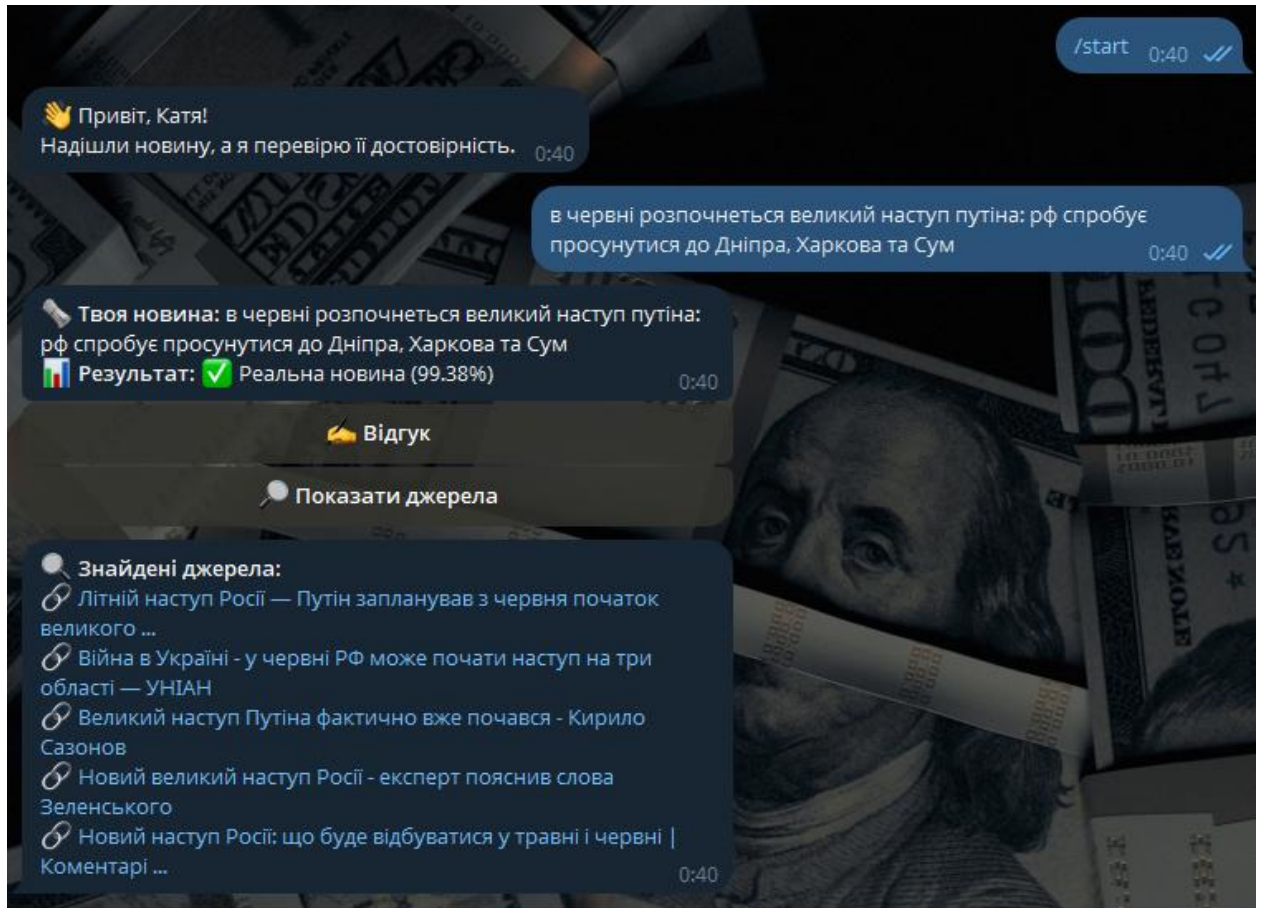 /start 0:40
👋 Привіт, Катя!
Надішли новину, а я перевірю її достовірність. 0:40
в червні розпочнеться великий наступ путіна: рф спробує
просунутися до Дніпра, Харкова та Сум 0:40
🗞 Твоя новина: в червні розпочнеться великий наступ путіна:
рф спробує просунутися до Дніпра, Харкова та Сум
📊 Результат: ✅ Реальна новина (99.38%) 0:40
✍ Відгук
🔎 Показати джерела
🔍 Знайдені джерела:
🔗 Літній наступ Росії — Путін запланував з червня початок
великого ...
🔗 Війна в Україні - у червні РФ може почати наступ на три
області — УНІАН
🔗 Великий наступ Путіна фактично вже почався - Кирило
Сазонов
🔗 Новий великий наступ Росії - експерт пояснив слова
Зеленського
🔗 Новий наступ Росії: що буде відбуватися у травні і червні |
Коментарі ... 0:40